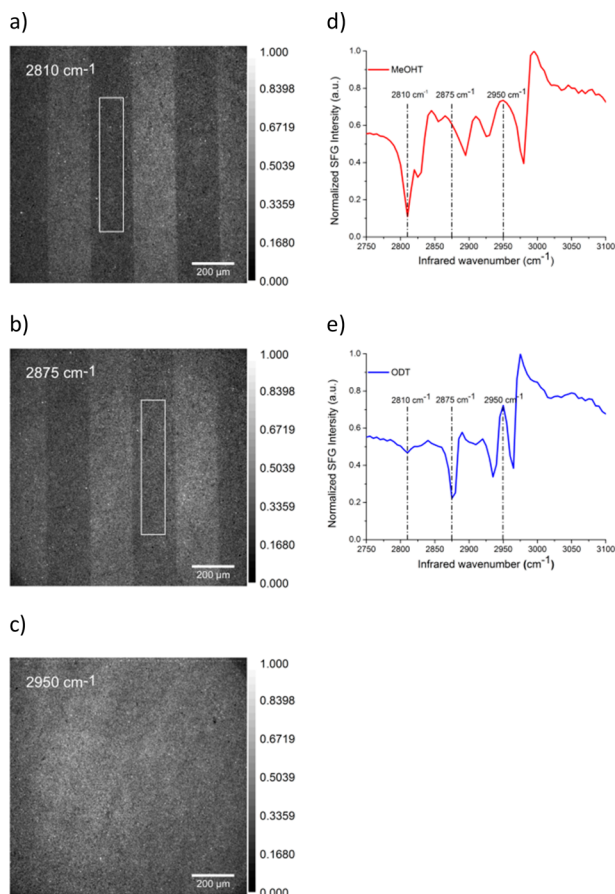 a)
2810 cm-1
1.000
0.8398
0.6719
0.5039
0.3359
0.1680
0.000
200 µm
d)
MeOHT
2810 cm-1
2875 cm-1
2950 cm-1
Normalized SFG Intensity (a.u.)
1.0
0.8
0.6
0.4
0.2
0.0
2750 2800 2850 2900 2950 3000 3050 3100
Infrared wavenumber (cm-1)
b)
2875 cm-1
1.000
0.8398
0.6719
0.5039
0.3359
0.1680
0.000
200 µm
e)
ODT
2810 cm-1
2875 cm-1
2950 cm-1
Normalized SFG Intensity (a.u.)
1.0
0.8
0.6
0.4
0.2
0.0
2750 2800 2850 2900 2950 3000 3050 3100
Infrared wavenumber (cm-1)
c)
2950 cm-1
1.000
0.8398
0.6719
0.5039
0.3359
0.1680
0.000
200 µm